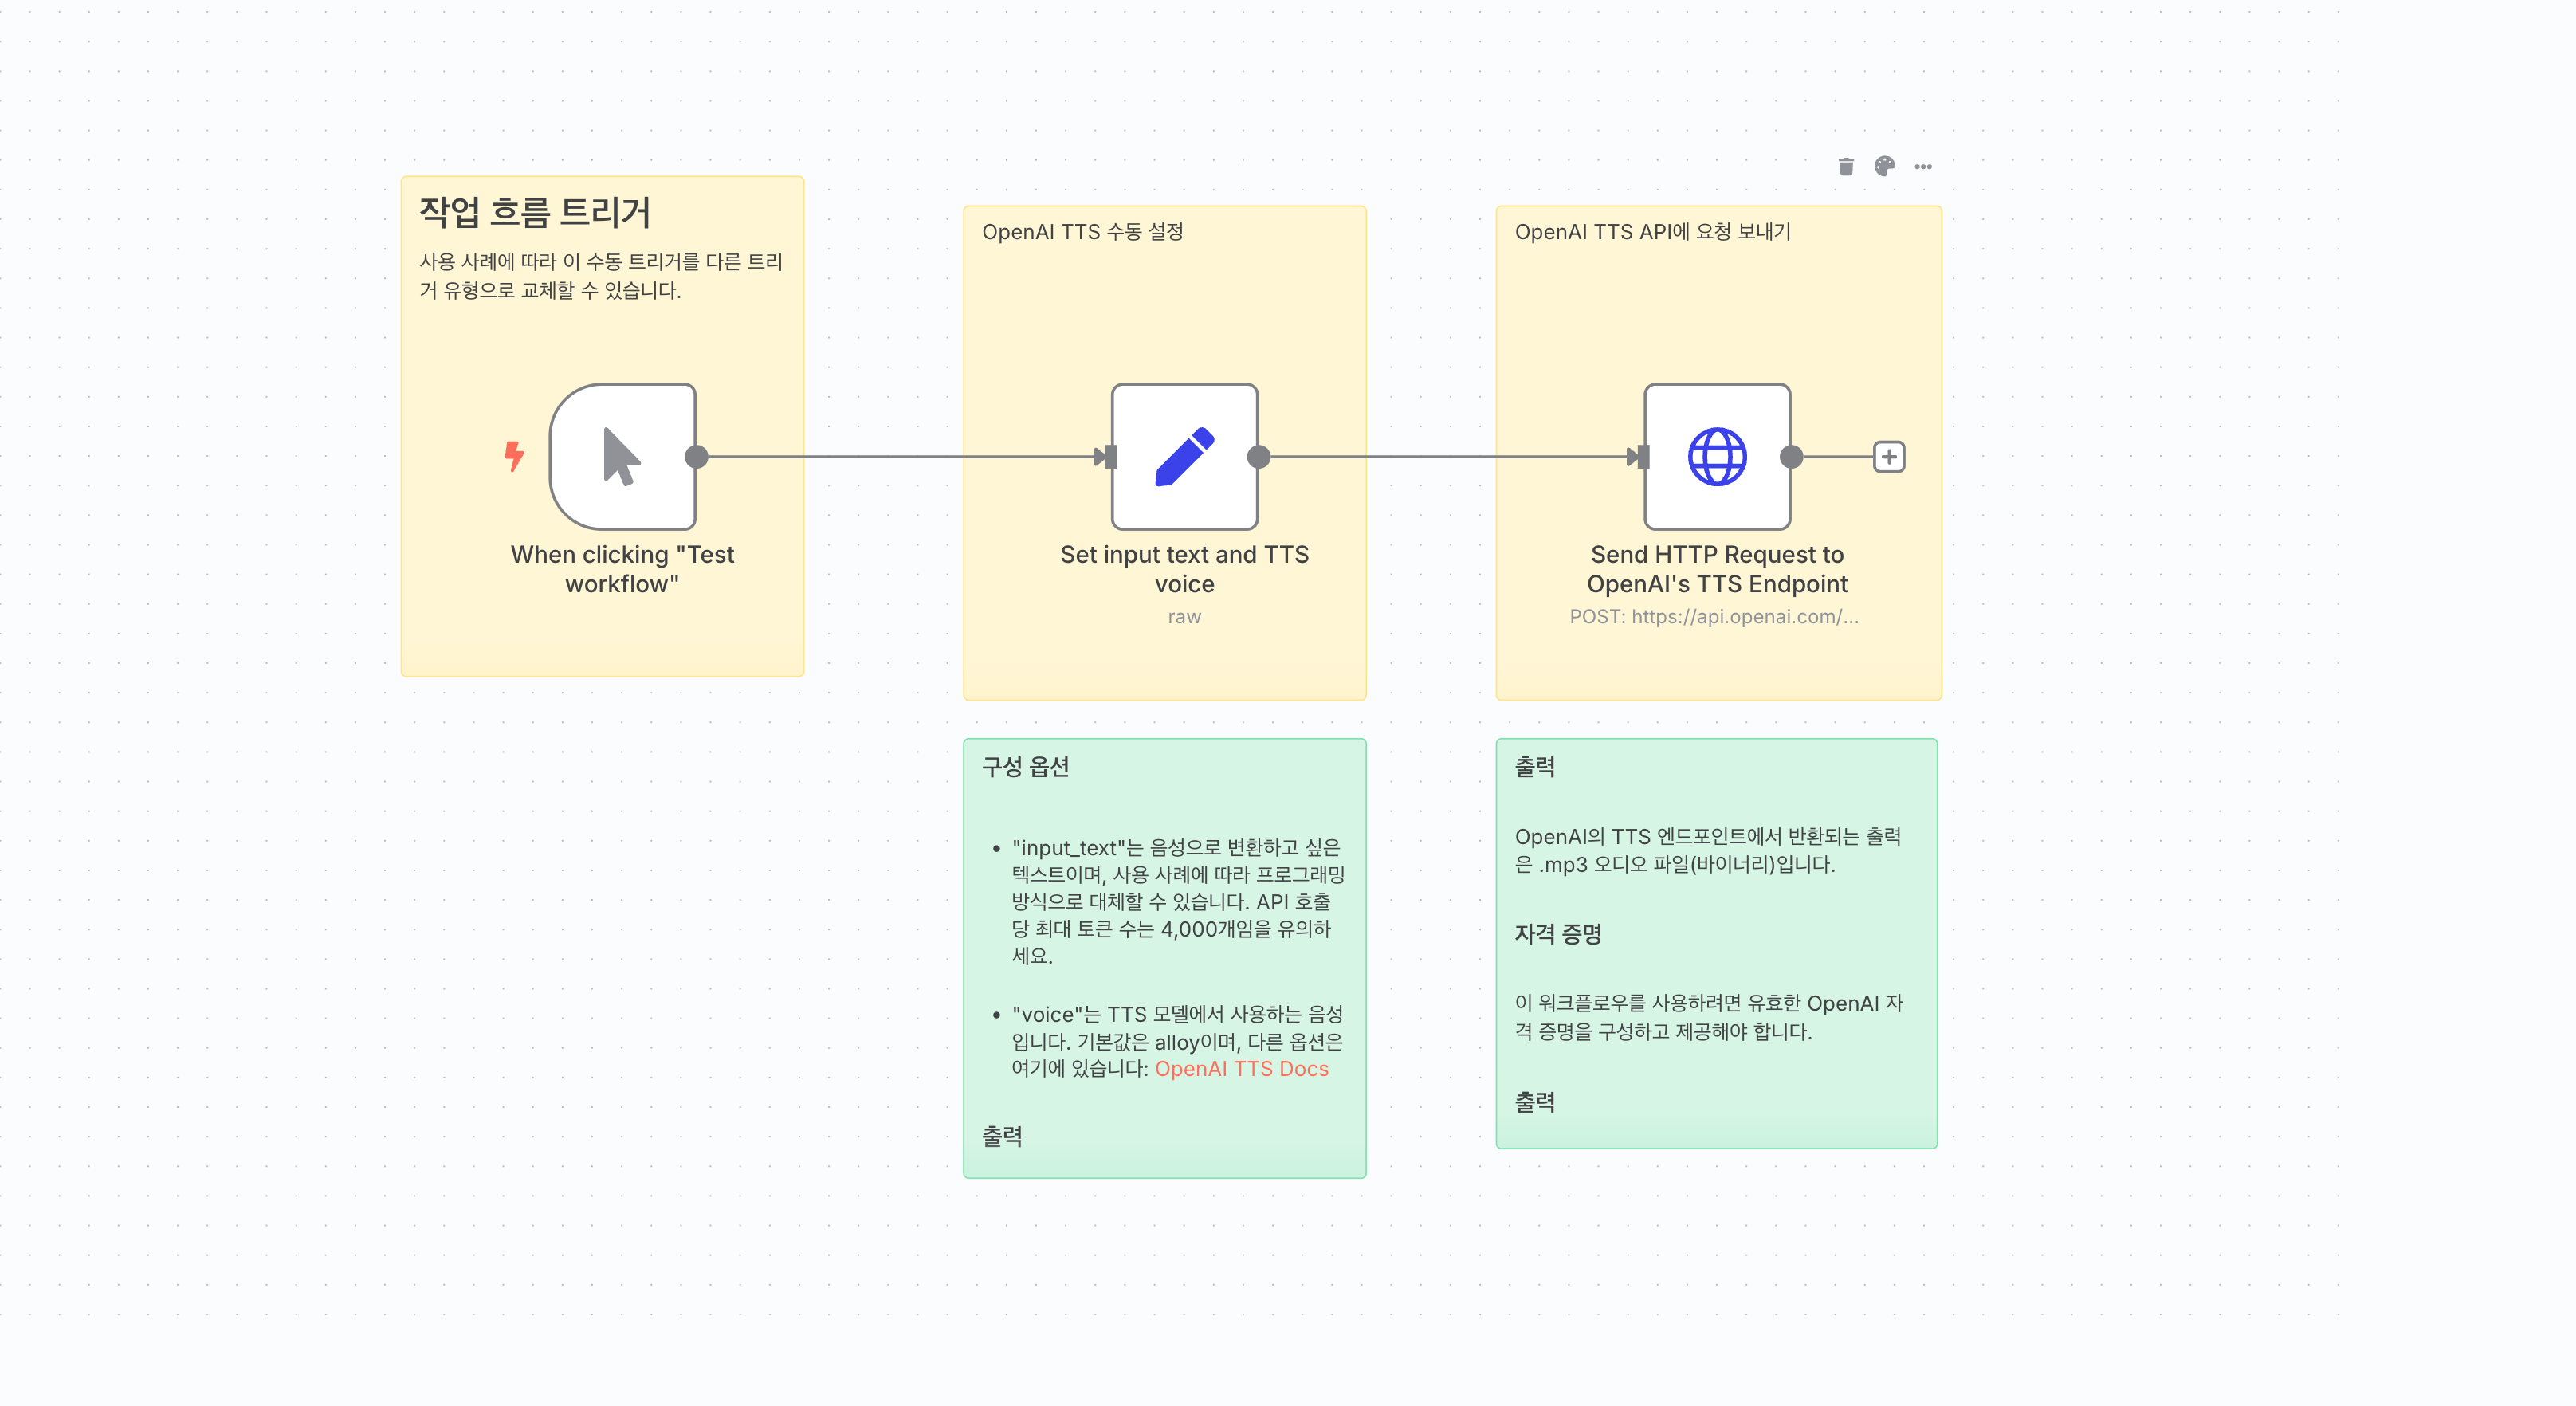 작업 흐름 트리거
사용 사례에 따라 이 수동 트리거를 다른 트리
거 유형으로 교체할 수 있습니다.
When clicking "Test
workflow"
OpenAI TTS 수동 설정
Set input text and TTS
voice
raw
OpenAI TTS API에 요청 보내기
Send HTTP Request to
OpenAI's TTS Endpoint
POST: https://api.openai.com/...
구성 옵션
• "input_text"는 음성으로 변환하고 싶은
텍스트이며, 사용 사례에 따라 프로그래밍
방식으로 대체할 수 있습니다. API 호출
당 최대 토큰 수는 4,000개임을 유의하
세요.
• "voice"는 TTS 모델에서 사용하는 음성
입니다. 기본값은 alloy이며, 다른 옵션은
여기에 있습니다: OpenAI TTS Docs
출력
출력
OpenAI의 TTS 엔드포인트에서 반환되는 출력
은 .mp3 오디오 파일(바이너리)입니다.
자격 증명
이 워크플로우를 사용하려면 유효한 OpenAI 자
격 증명을 구성하고 제공해야 합니다.
출력